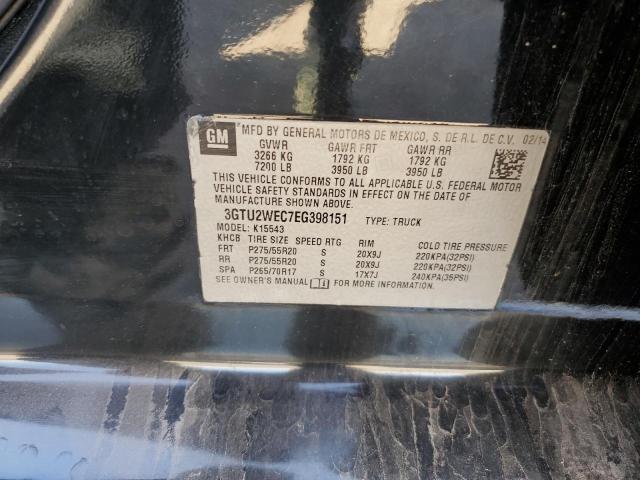 GM MFD BY GENERAL MOTORS DE MEXICO, S. DE R.L. DE C.V. 02/14
GVWR GAWR FRT GAWR RR
3266 KG 1792 KG 1792 KG
7200 LB 3950 LB 3950 LB
THIS VEHICLE CONFORMS TO ALL APPLICABLE U.S. FEDERAL MOTOR
VEHICLE SAFETY STANDARDS IN EFFECT ON THE DATE OF
MANUFACTURE SHOWN ABOVE.
3GTU2WEC7EG398151 TYPE: TRUCK
MODEL: K15543
KHCB TIRE SIZE SPEED RTG RIM COLD TIRE PRESSURE
FRT P275/55R20 S 20X9J 220KPA(32PSI)
RR P275/55R20 S 20X9J 220KPA(32PSI)
SPA P265/70R17 S 17X7J 240KPA(35PSI)
SEE OWNER'S MANUAL FOR MORE INFORMATION.